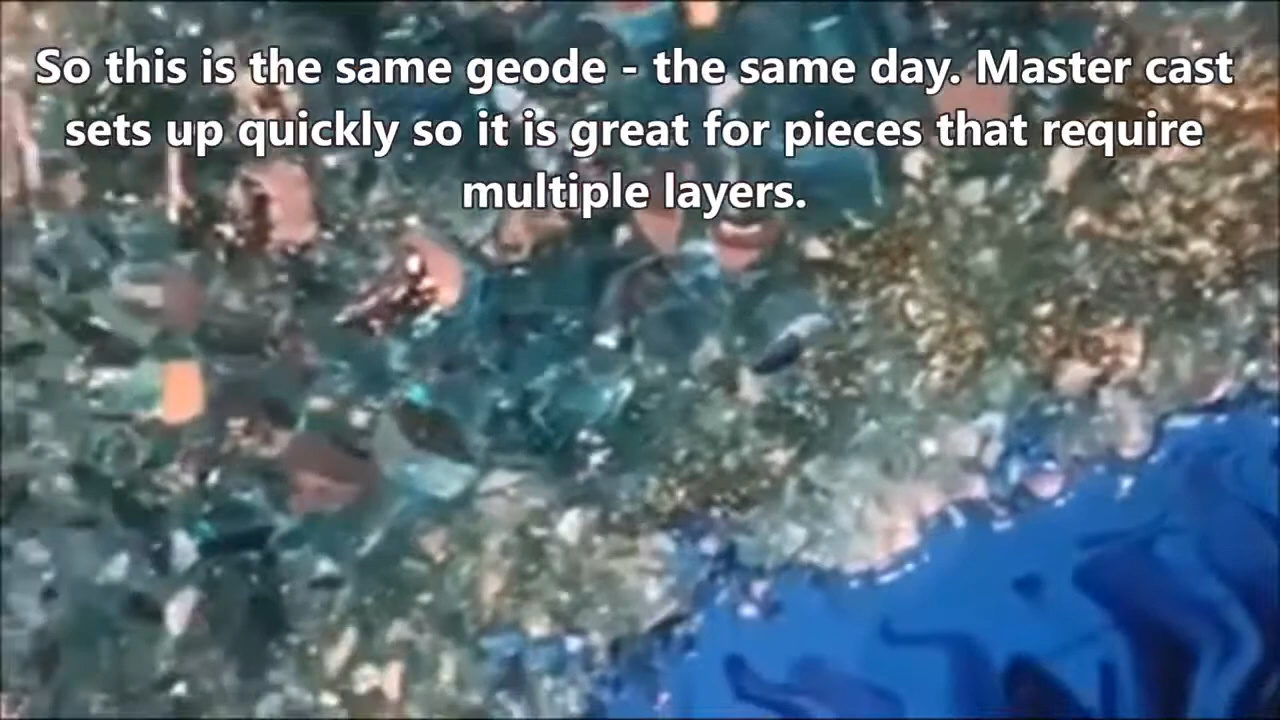 So this is the same geode - the same day. Master cast
sets up quickly so it is great for pieces that require
multiple layers.